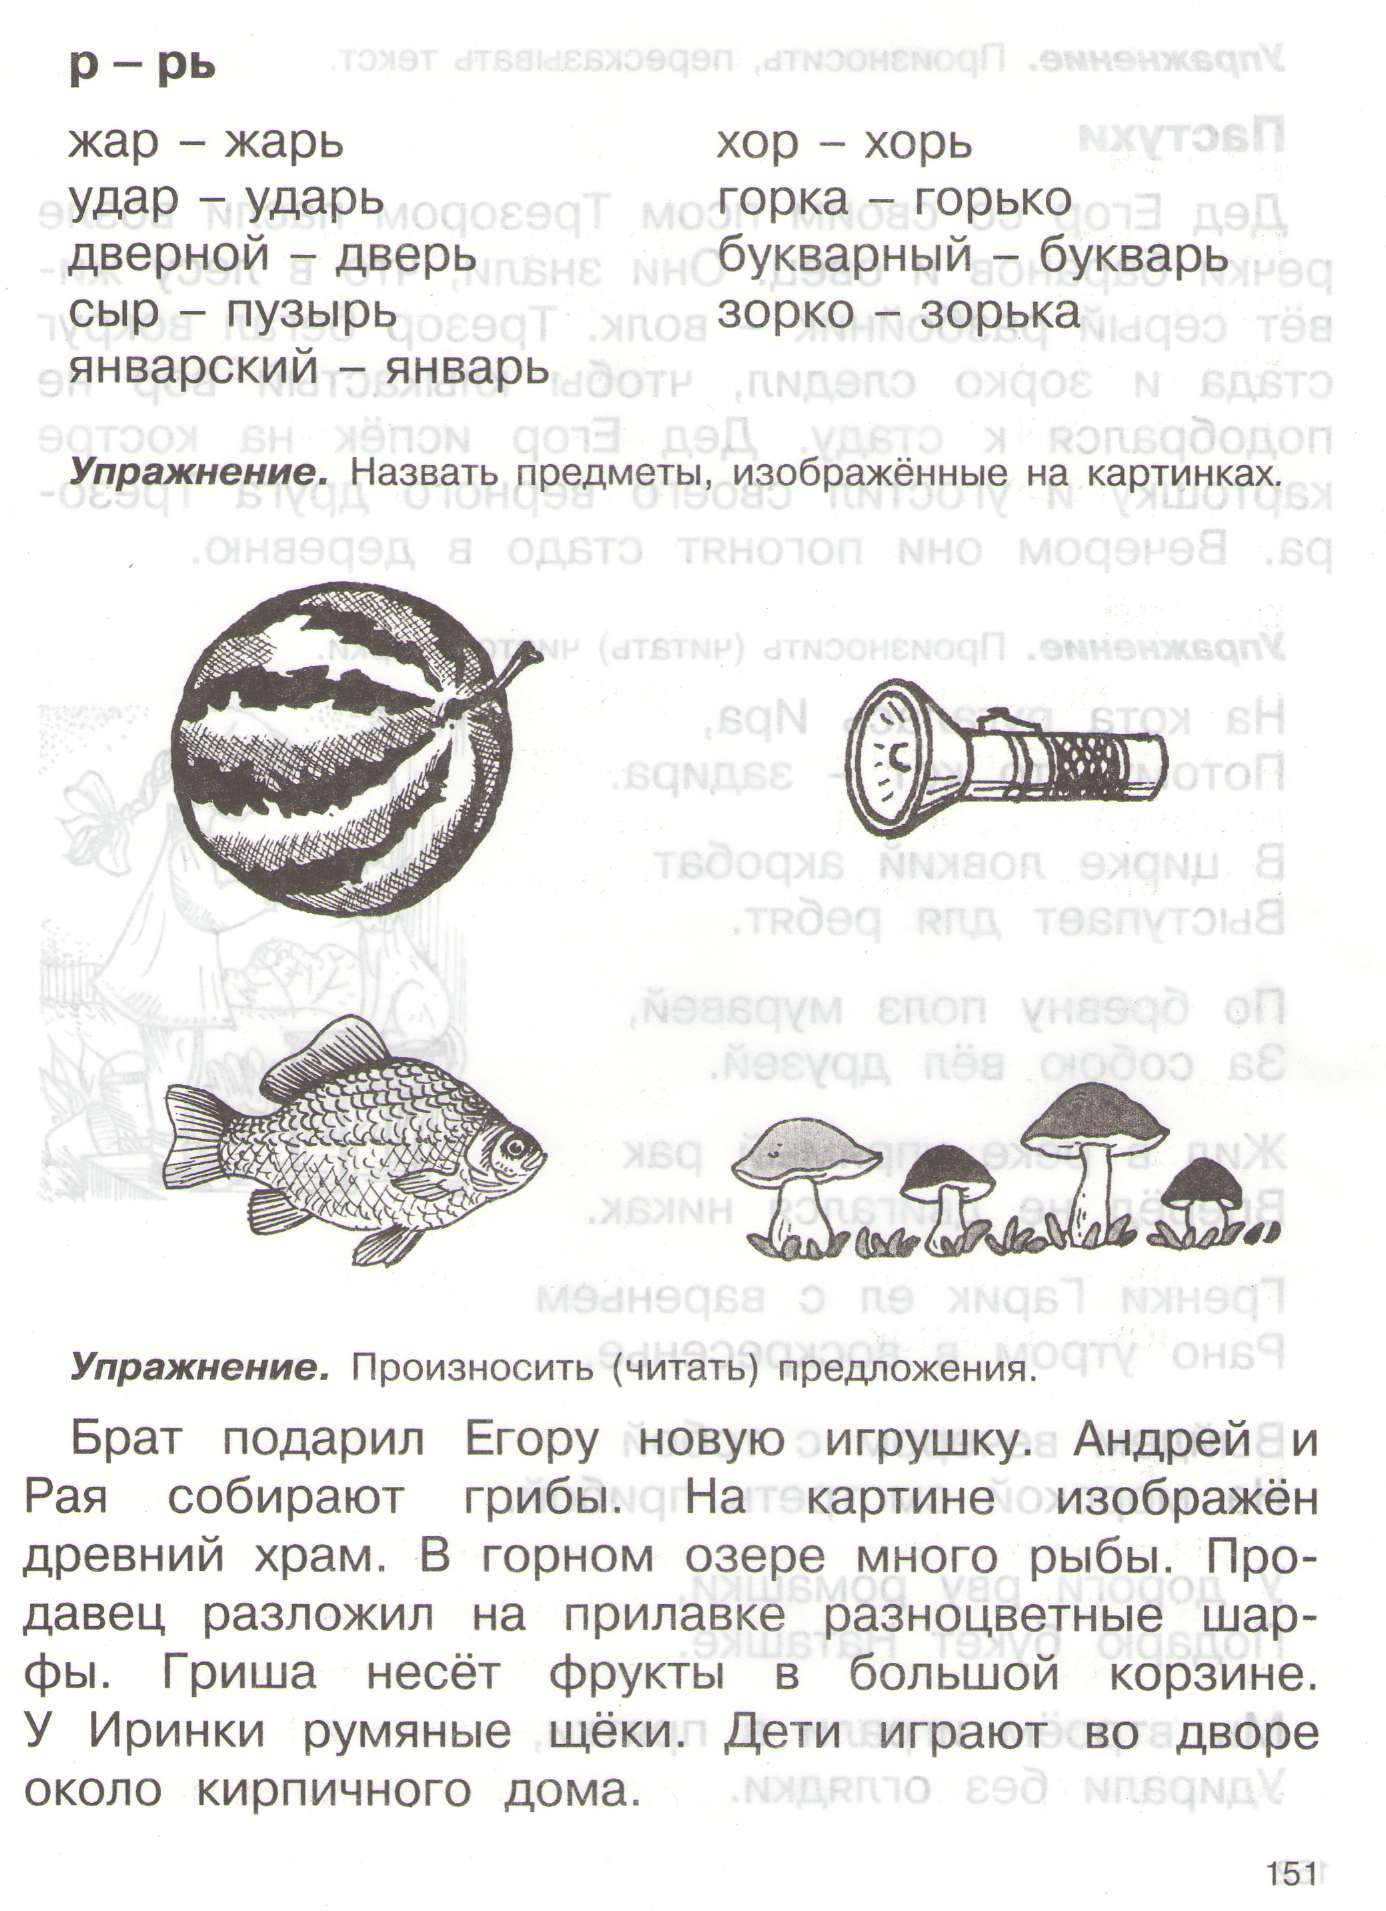 р – рь
жар – жарь
удар – ударь
дверной – дверь
сыр – пузырь
январский – январь
хор – хорь
горка – горько
букварный – букварь
зорко – зорька
Упражнение. Назвать предметы, изображённые на картинках.
Упражнение. Произносить (читать) предложения.
Брат подарил Егору новую игрушку. Андрей и
Рая собирают грибы. На картине изображён
древний храм. В горном озере много рыбы. Про-
давец разложил на прилавке разноцветные шар-
фы. Гриша несёт фрукты в большой корзине.
У Иринки румяные щёки. Дети играют во дворе
около кирпичного дома.
151